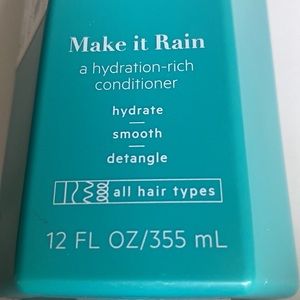 Make it Rain
a hydration-rich
conditioner
hydrate
smooth
detangle
all hair types
12 FL OZ/355 mL